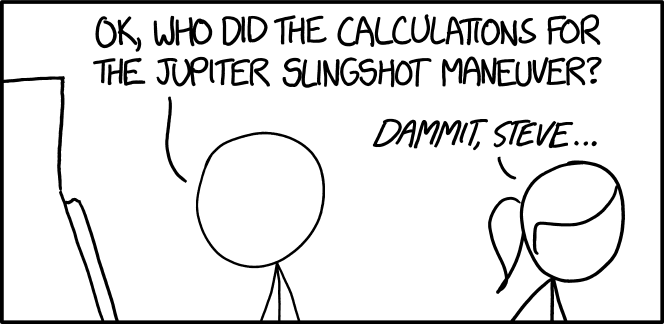 OK, WHO DID THE CALCULATIONS FOR
THE JUPITER SLINGSHOT MANEUVER?
DAMMIT, STEVE...